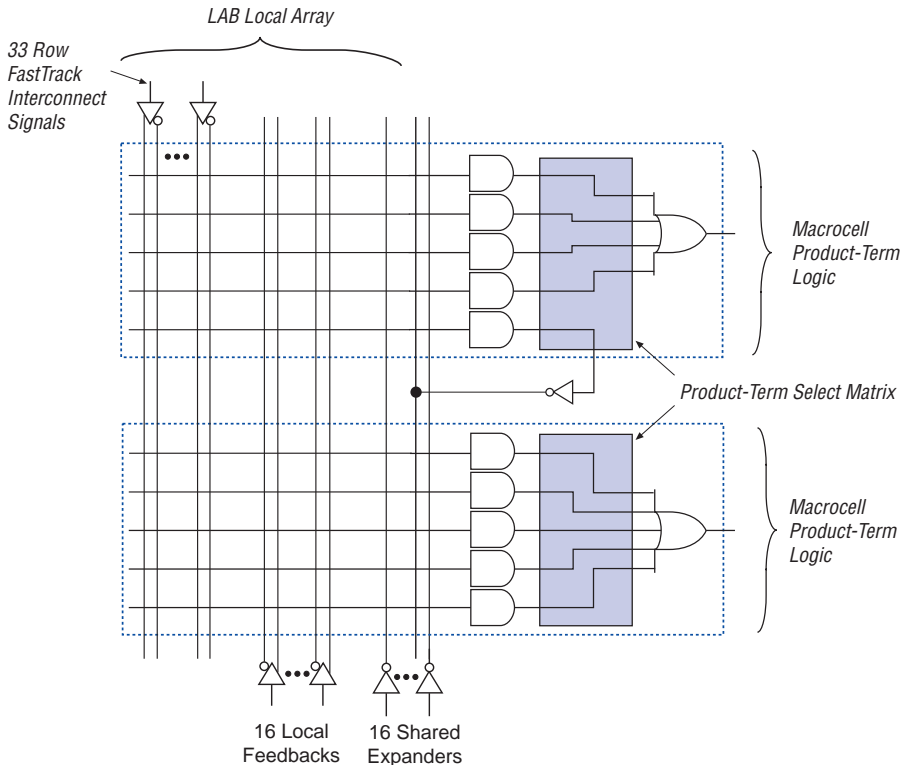 LAB Local Array
33 Row
FastTrack
Interconnect
Signals
Macrocell
Product-Term
Logic
Product-Term Select Matrix
Macrocell
Product-Term
Logic
16 Local
Feedbacks
16 Shared
Expanders